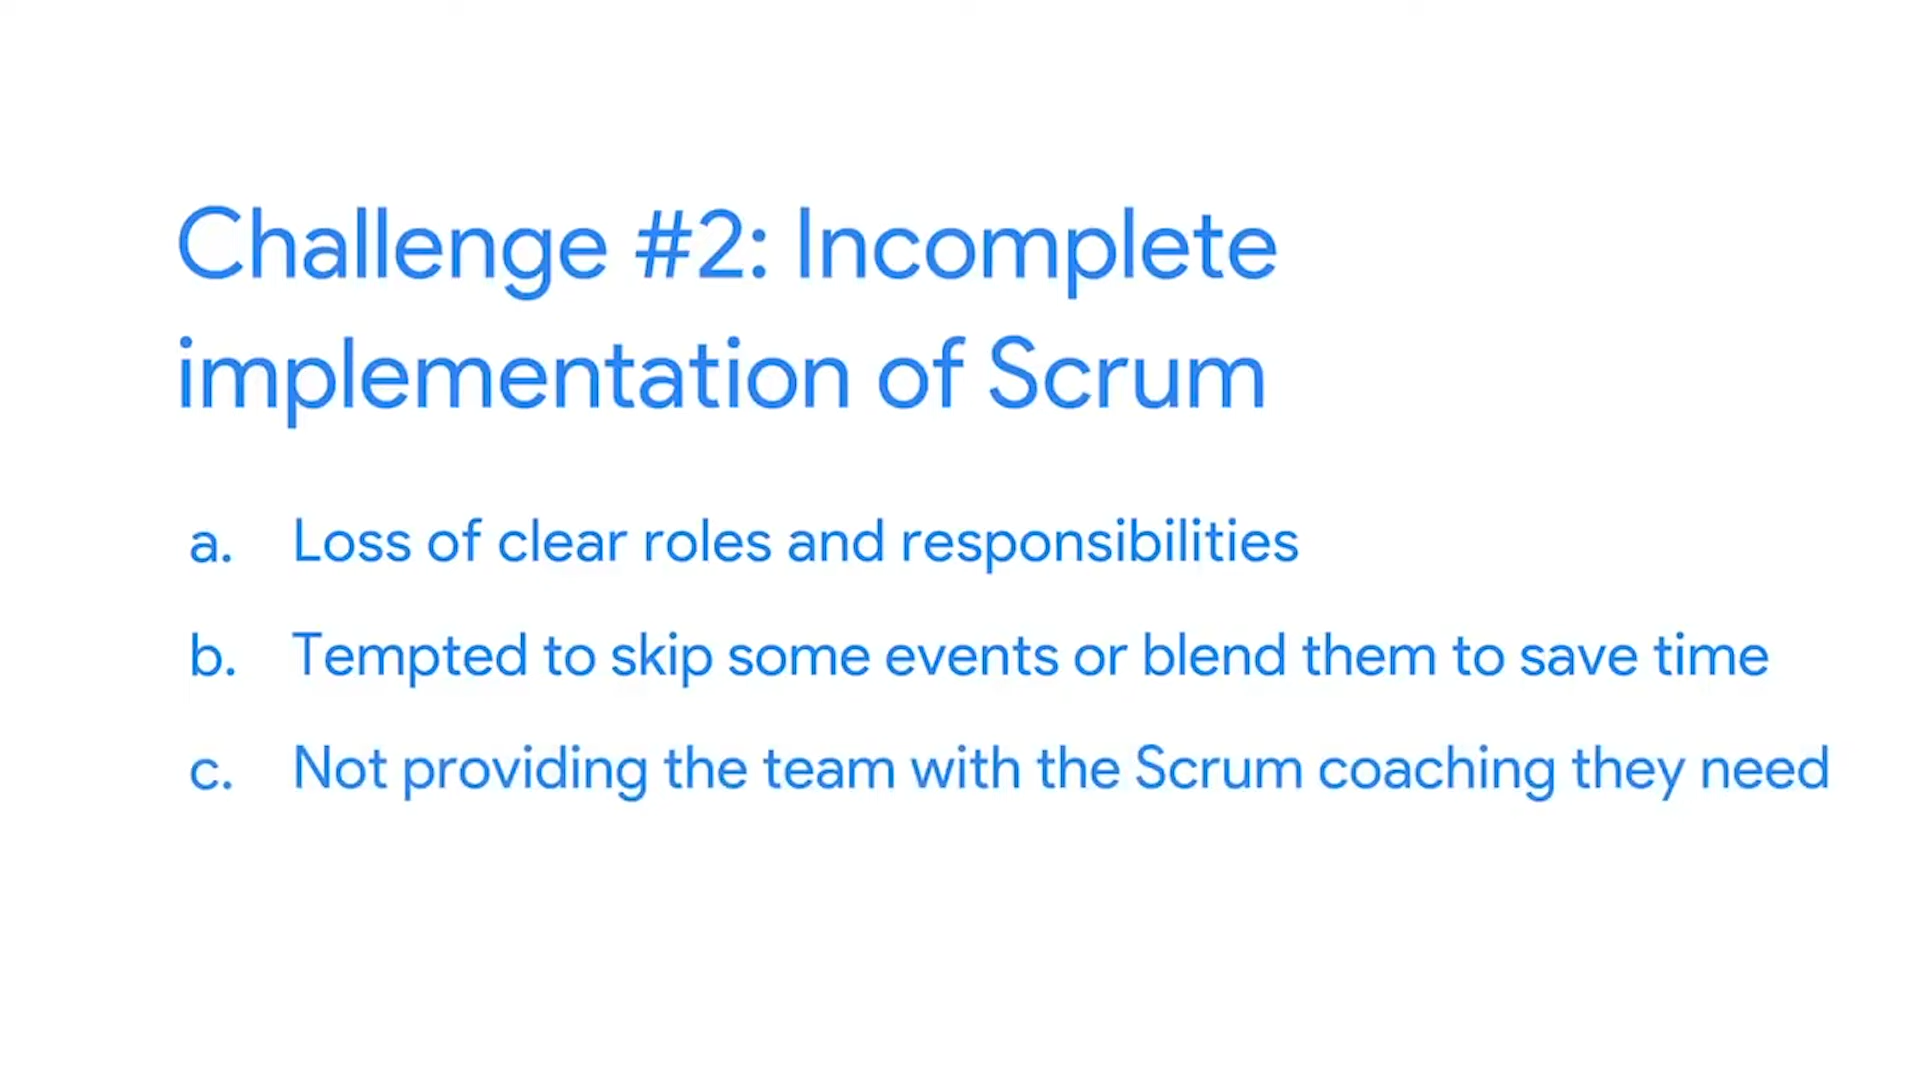 Challenge #2: Incomplete
implementation of Scrum
a. Loss of clear roles and responsibilities
b. Tempted to skip some events or blend them to save time
c. Not providing the team with the Scrum coaching they need